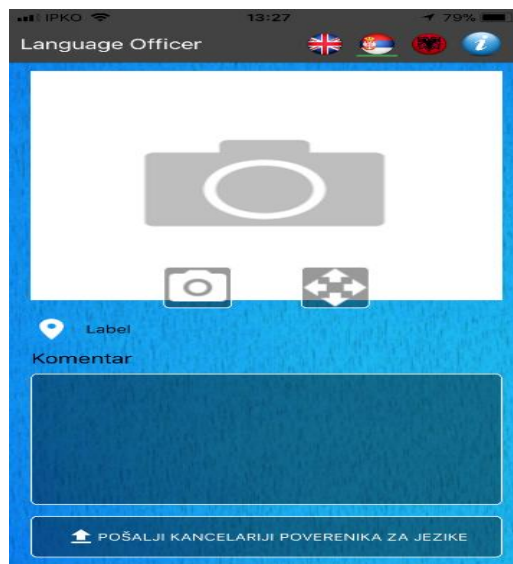 IPKO 13:27 79%
Language Officer
Label
Komentar
POŠALJI KANCELARIJI POVERENIKA ZA JEZIKE